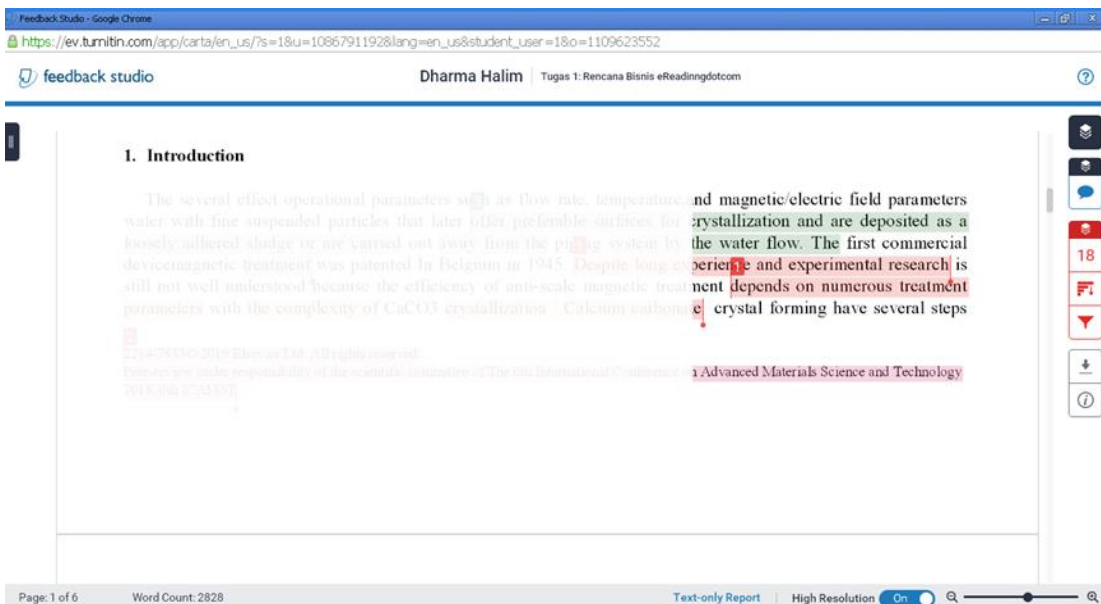 Feedback Studio - Google Chrome
https://ev.turnitin.com/app/carta/en_us/?s=1&u=1086791192&lang=en_us&student_user=1&o=1109623552
feedback studio
Dharma Halim
Tugas 1: Rencana Bisnis eReadinngdotcom
?
1. Introduction
The several effect operational parameters such as flow rate, temperature and magnetic/electric field parameters
water with fine suspended particles that later offer preferable surfaces for crystallization and are deposited as a
loosely adhered sludge or are carried out away from the piping system by the water flow. The first commercial
devicemagnetic treatment was patented in Belgium in 1945. Despite long experience and experimental research is
still not well understood because the efficiency of anti-scale magnetic treatment depends on numerous treatment
parameters with the complexity of CaCO3 crystallization . Calcium carbonate crystal forming have several steps
2019 Elsevier Ltd. All rights reserved.
Peer-review under responsibility of the scientific committee of The 6th International Conference on Advanced Materials Science and Technology
1
18
Page: 1 of 6
Word Count: 2828
Text-only Report
High Resolution
On